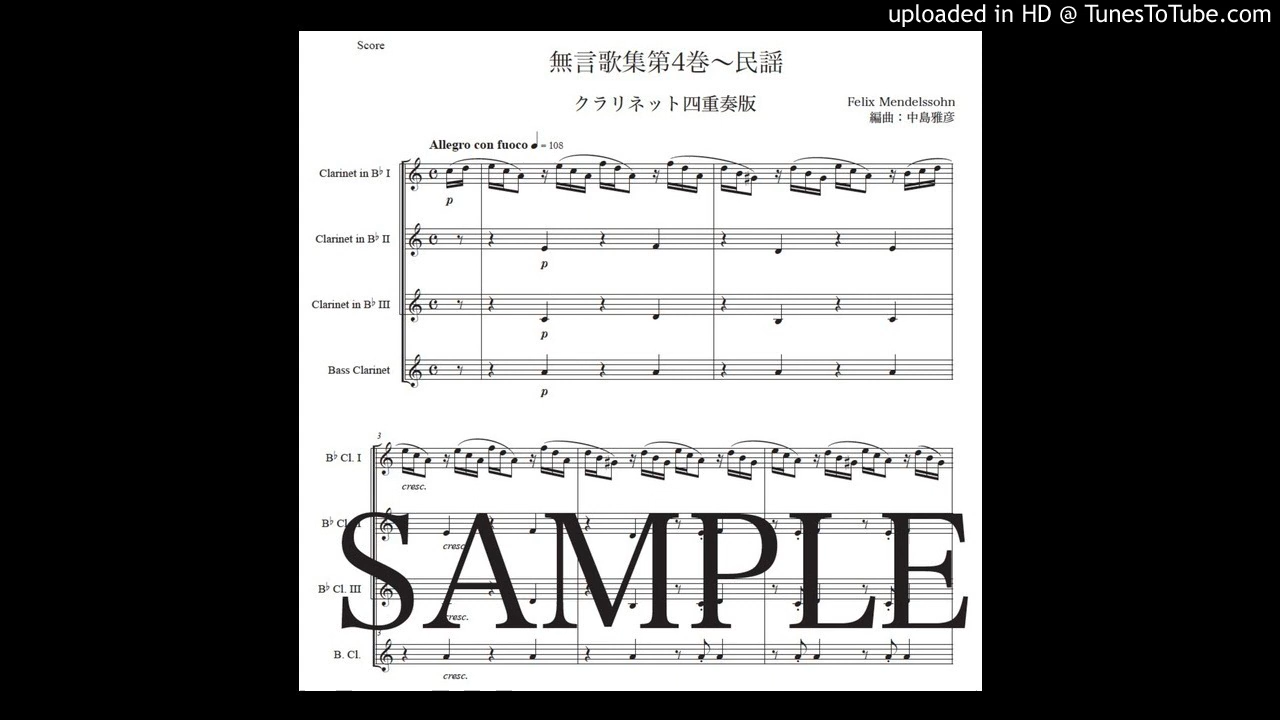 uploaded in HD @ TunesToTube.com
Score
無言歌集第4巻～民謡
クラリネット四重奏版
Felix Mendelssohn
編曲：中島雅彦
Allegro con fuoco ♩ = 108
Clarinet in B♭ I
p
Clarinet in B♭ II
p
Clarinet in B♭ III
p
Bass Clarinet
p
3
B♭ Cl. I
cresc.
B♭ Cl. II
cresc.
SAMPLE
B♭ Cl. III
cresc.
3
B. Cl.
cresc.